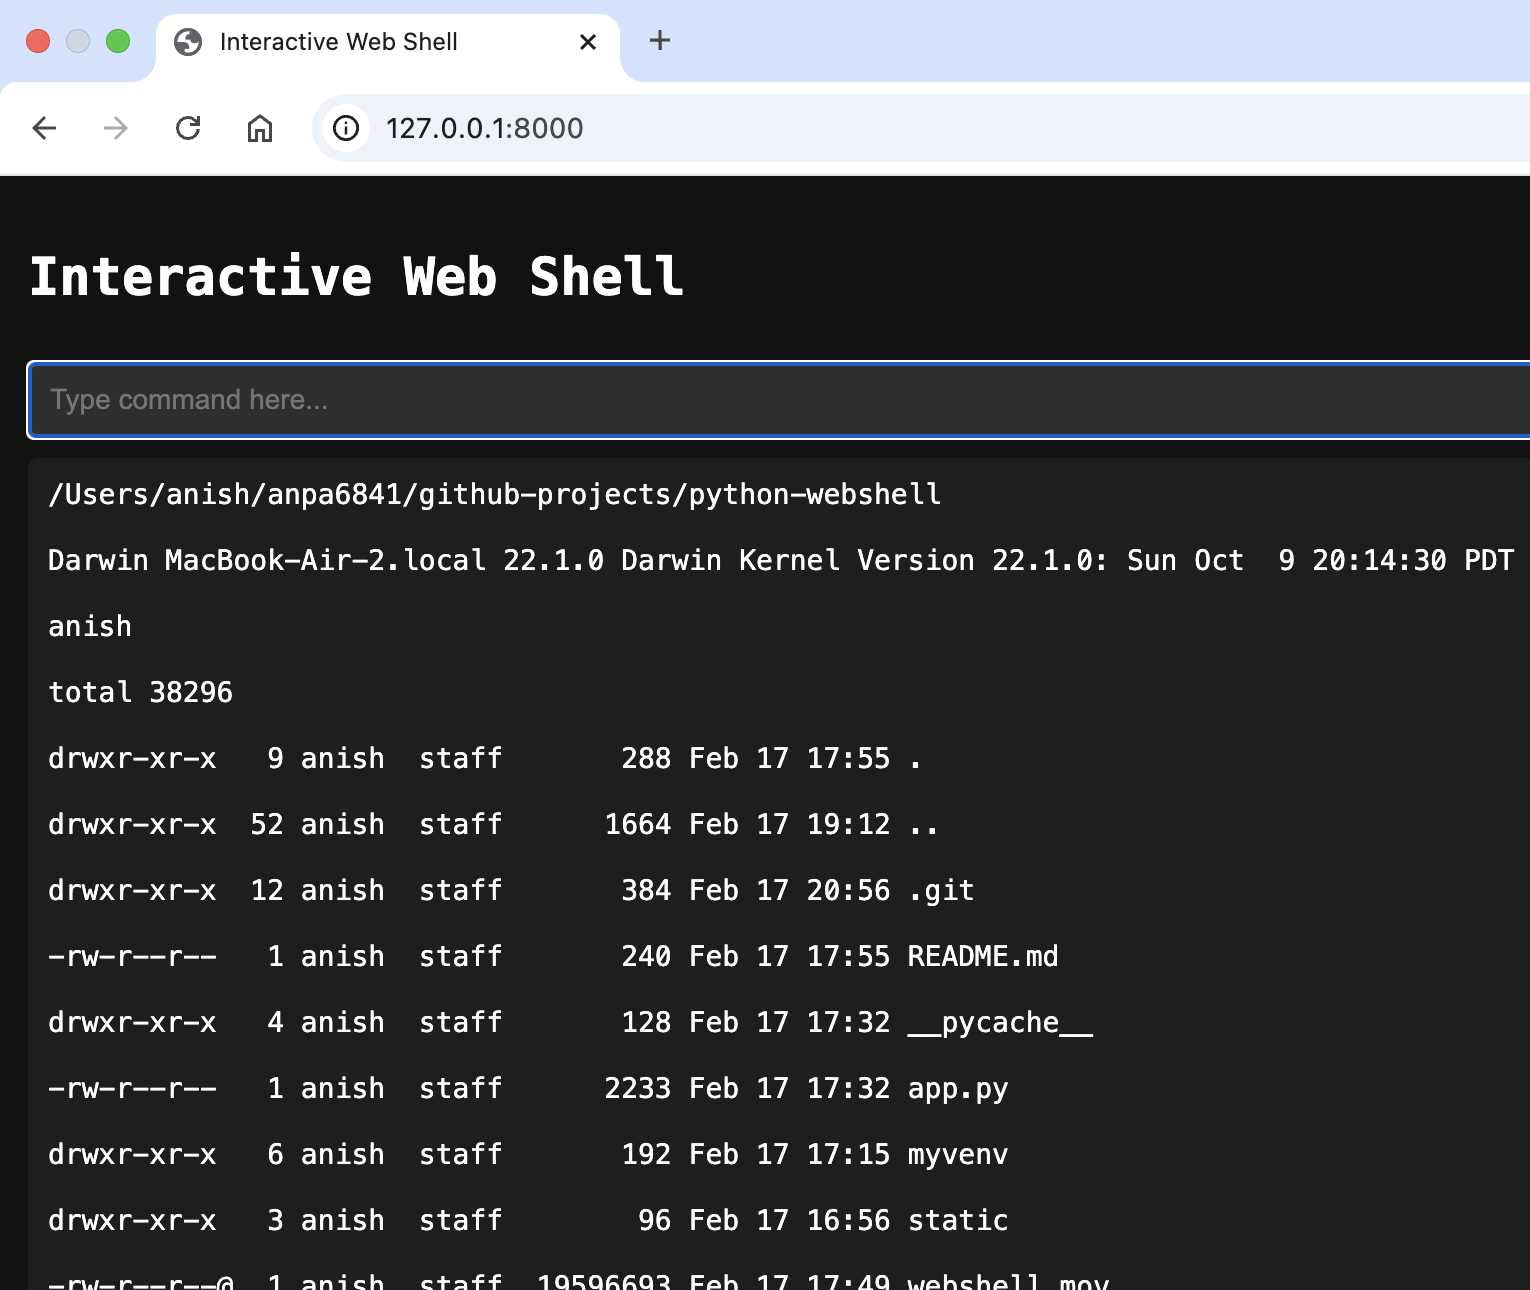 Interactive Web Shell
127.0.0.1:8000
Interactive Web Shell
Type command here...
/Users/anish/anpa6841/github-projects/python-webshell
Darwin MacBook-Air-2.local 22.1.0 Darwin Kernel Version 22.1.0: Sun Oct  9 20:14:30 PDT
anish
total 38296
drwxr-xr-x   9 anish  staff       288 Feb 17 17:55 .
drwxr-xr-x  52 anish  staff      1664 Feb 17 19:12 ..
drwxr-xr-x  12 anish  staff       384 Feb 17 20:56 .git
-rw-r--r--   1 anish  staff       240 Feb 17 17:55 README.md
drwxr-xr-x   4 anish  staff       128 Feb 17 17:32 __pycache__
-rw-r--r--   1 anish  staff      2233 Feb 17 17:32 app.py
drwxr-xr-x   6 anish  staff       192 Feb 17 17:15 myvenv
drwxr-xr-x   3 anish  staff        96 Feb 17 16:56 static
-rw-r--r--@  1 anish  staff  19596693 Feb 17 17:49 webshell.mov